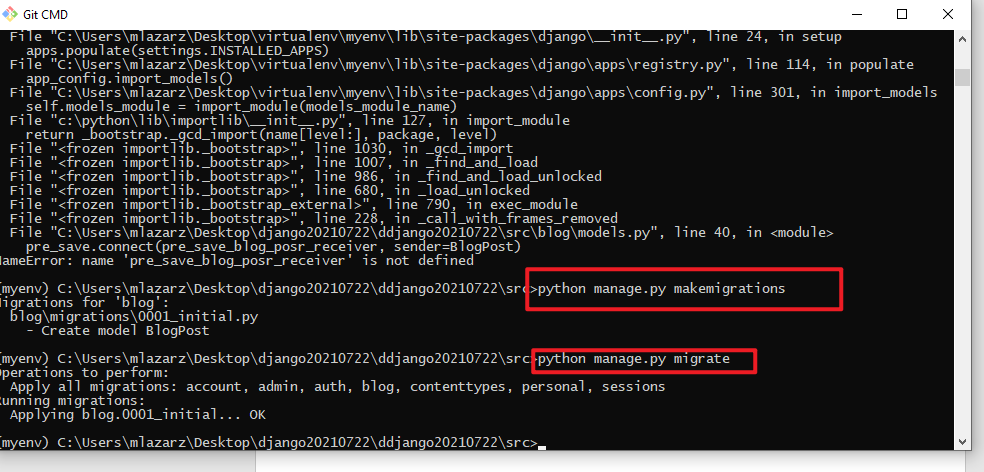 Git CMD
File "C:\Users\mlazarz\Desktop\virtualenv\myenv\lib\site-packages\django\__init__.py", line 24, in setup
apps.populate(settings.INSTALLED_APPS)
File "C:\Users\mlazarz\Desktop\virtualenv\myenv\lib\site-packages\django\apps\registry.py", line 114, in populate
app_config.import_models()
File "C:\Users\mlazarz\Desktop\virtualenv\myenv\lib\site-packages\django\apps\config.py", line 301, in import_models
self.models_module = import_module(models_module_name)
File "c:\python\lib\importlib\__init__.py", line 127, in import_module
return _bootstrap._gcd_import(name[level:], package, level)
File "<frozen importlib._bootstrap>", line 1030, in _gcd_import
File "<frozen importlib._bootstrap>", line 1007, in _find_and_load
File "<frozen importlib._bootstrap>", line 986, in _find_and_load_unlocked
File "<frozen importlib._bootstrap>", line 680, in _load_unlocked
File "<frozen importlib._bootstrap_external>", line 790, in exec_module
File "<frozen importlib._bootstrap>", line 228, in _call_with_frames_removed
File "C:\Users\mlazarz\Desktop\django20210722\ddjango20210722\src\blog\models.py", line 40, in <module>
pre_save.connect(pre_save_blog_posr_receiver, sender=BlogPost)
NameError: name 'pre_save_blog_posr_receiver' is not defined
(myenv) C:\Users\mlazarz\Desktop\django20210722\ddjango20210722\src>python manage.py makemigrations
Migrations for 'blog':
blog\migrations\0001_initial.py
- Create model BlogPost
(myenv) C:\Users\mlazarz\Desktop\django20210722\ddjango20210722\src>python manage.py migrate
Operations to perform:
Apply all migrations: account, admin, auth, blog, contenttypes, personal, sessions
Running migrations:
Applying blog.0001_initial... OK
(myenv) C:\Users\mlazarz\Desktop\django20210722\ddjango20210722\src>